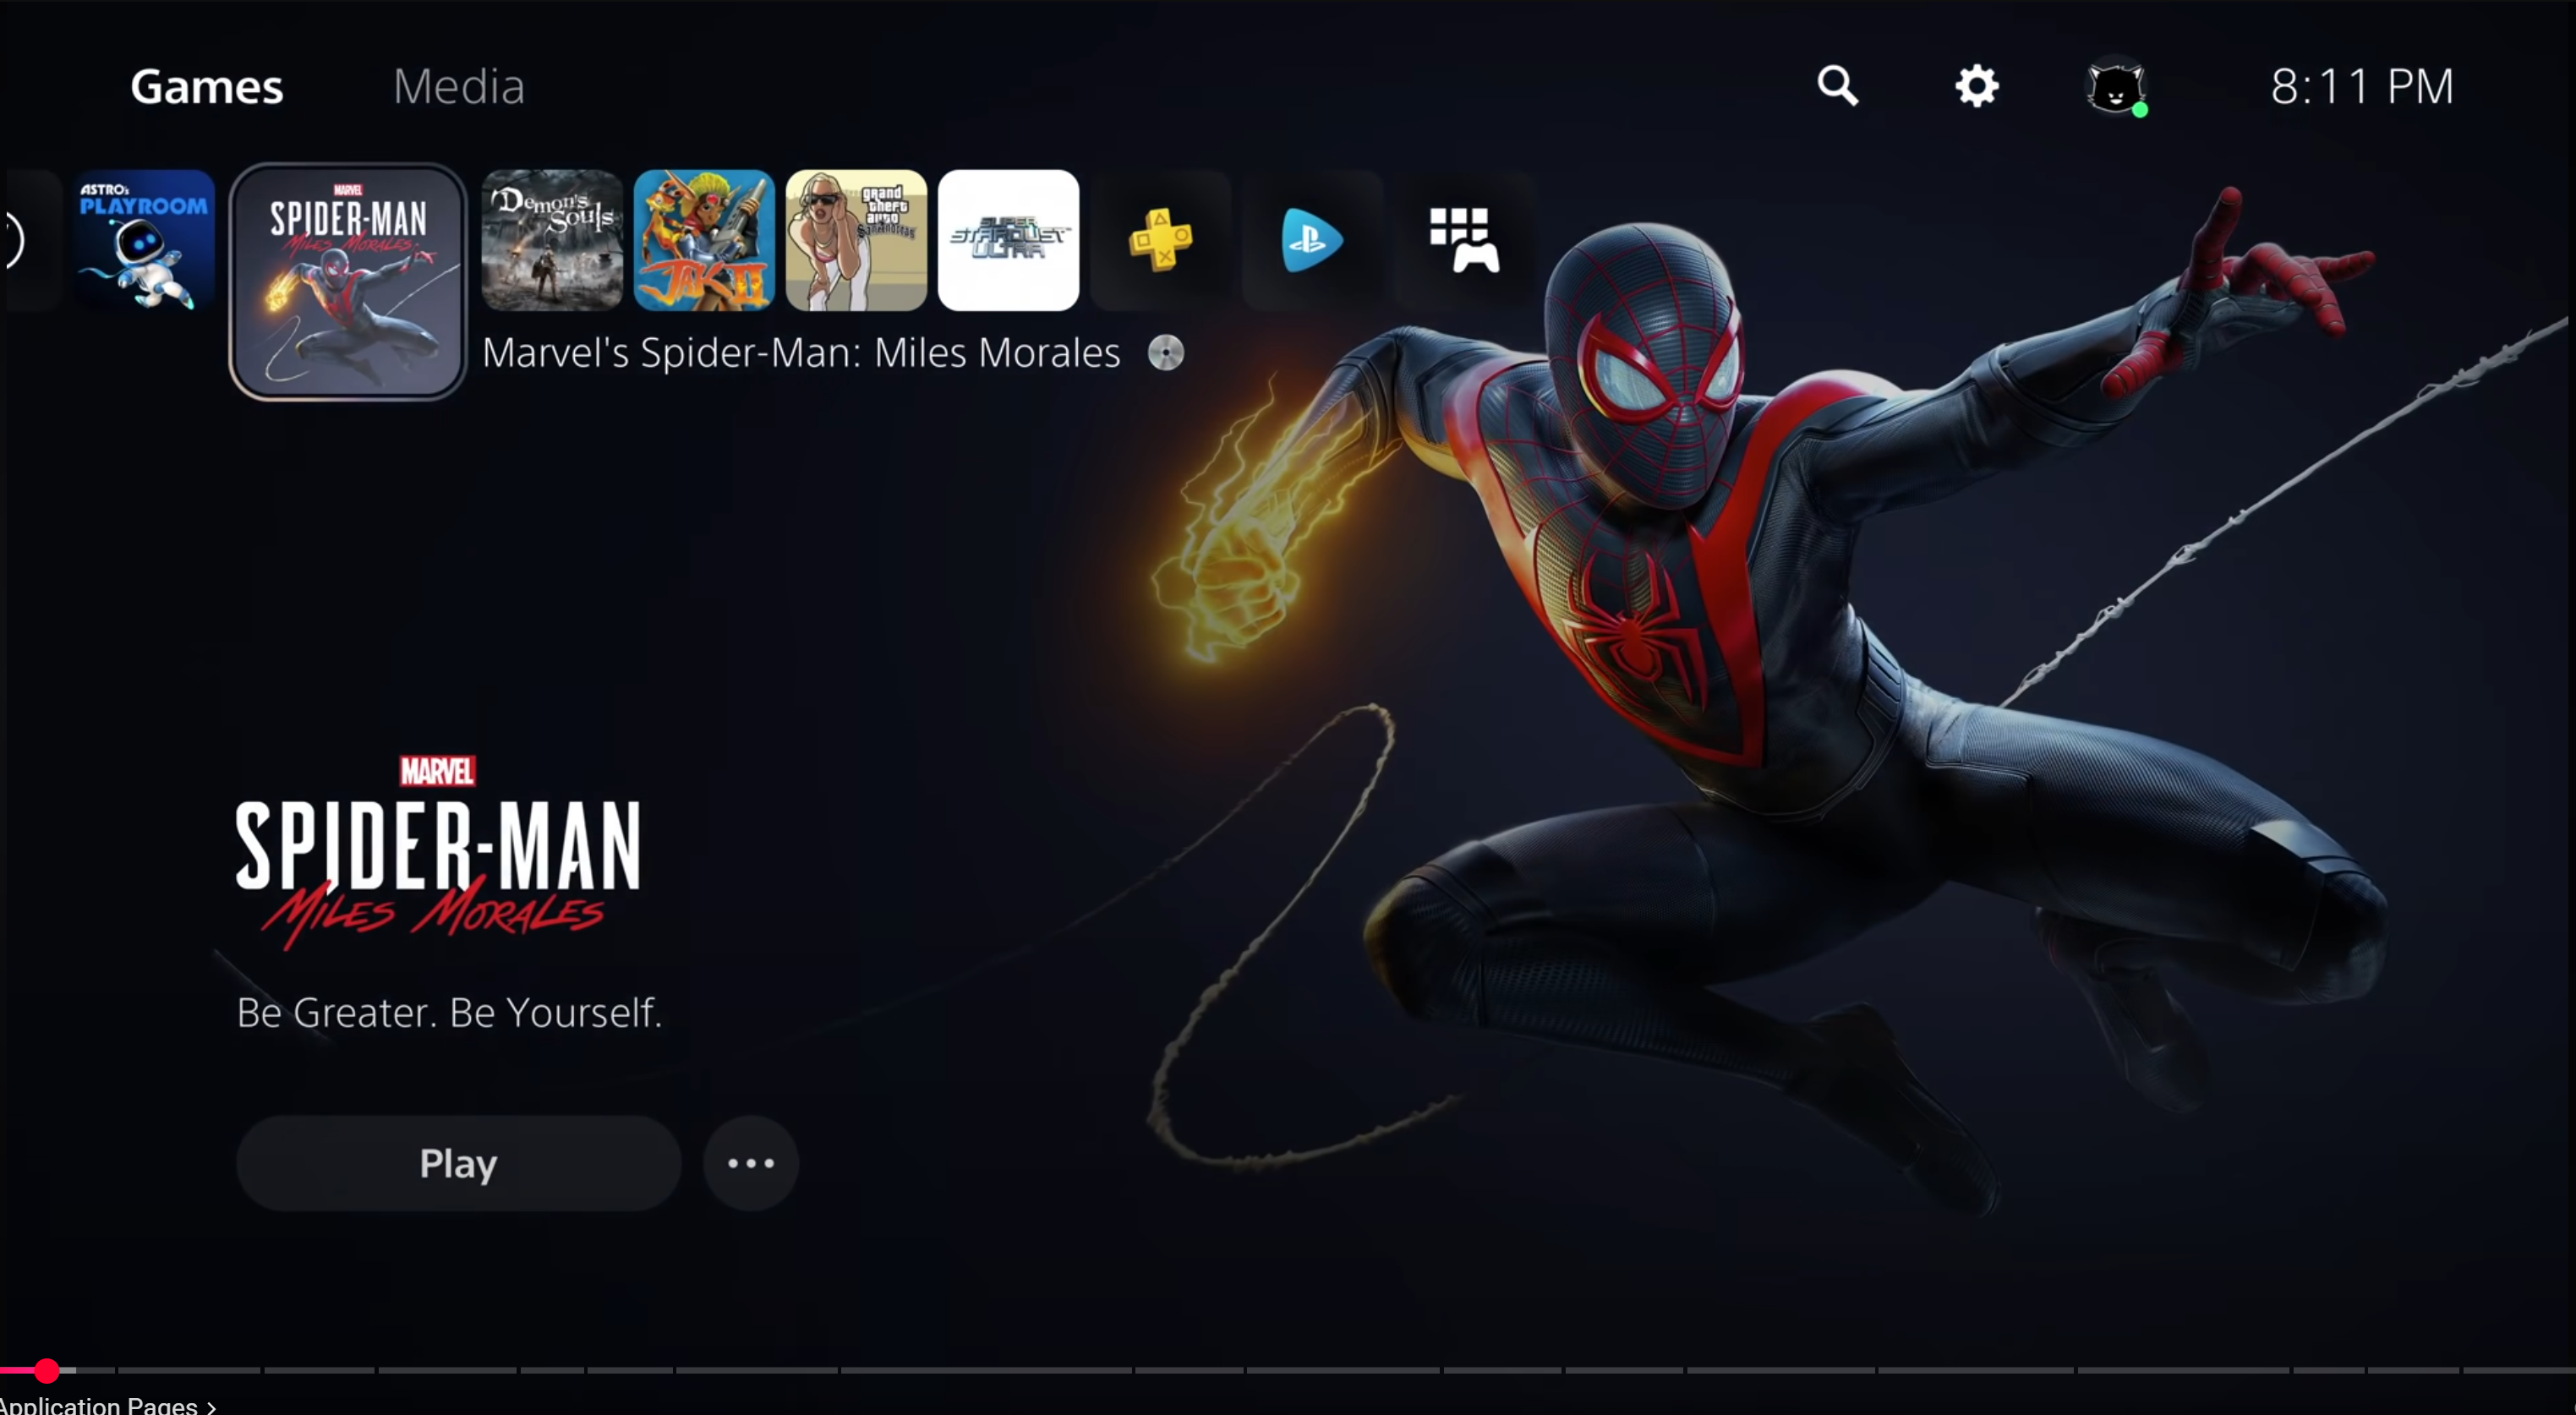 Games
Media
8:11 PM
ASTRO's
PLAYROOM
MARVEL
SPIDER-MAN
MILES MORALES
Demon's
Souls
JAK II
grand
theft
auto
San Andreas
SUPER
STARDUST
ULTRA
Marvel's Spider-Man: Miles Morales
MARVEL
SPIDER-MAN
MILES MORALES
Be Greater. Be Yourself.
Play
Application Pages >